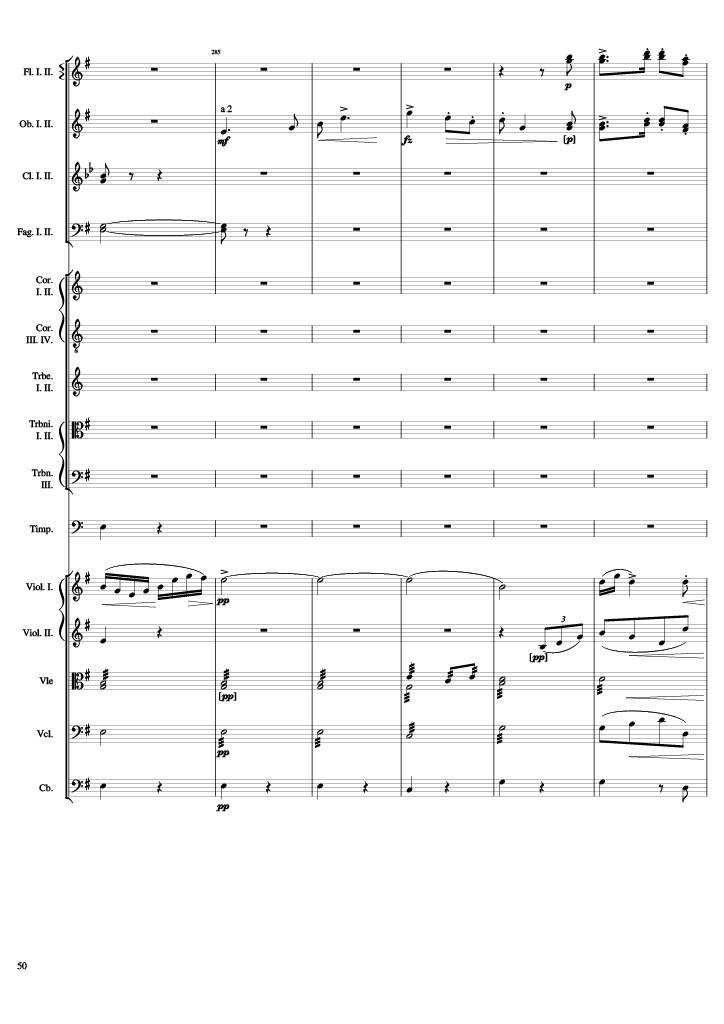 285
Fl. I. II.
p
a 2
Ob. I. II.
mf
fz
[p]
Cl. I. II.
Fag. I. II.
Cor.
I. II.
Cor.
III. IV.
8
Trbe.
I. II.
Trbni.
I. II.
Trbn.
III.
Timp.
Viol. I.
pp
3
Viol. II.
[pp]
Vle
[pp]
Vcl.
pp
Cb.
pp
50